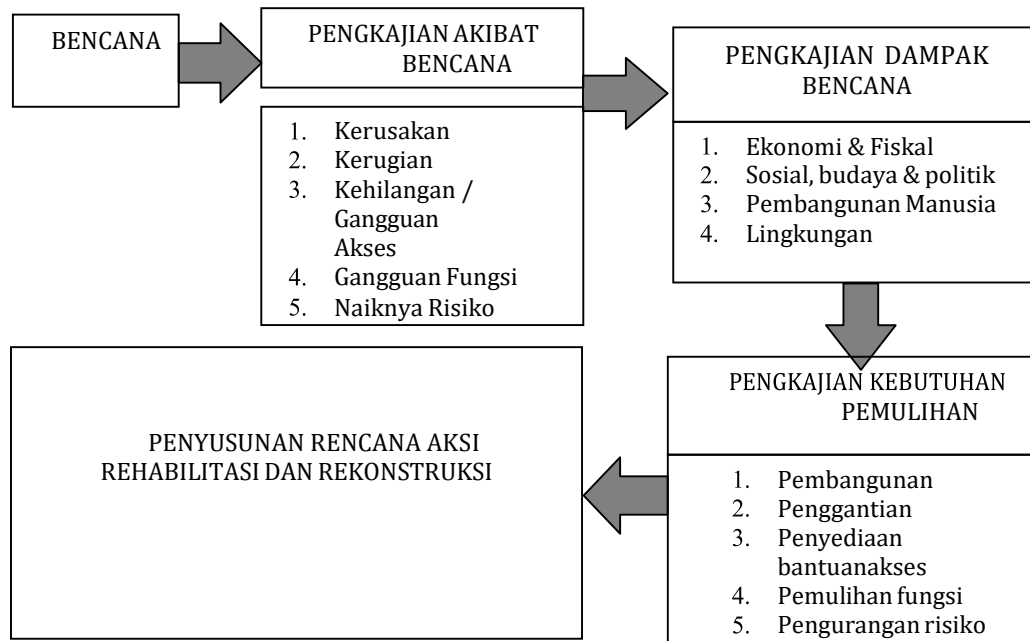 BENCANA
PENGKAJIAN AKIBAT
BENCANA
1. Kerusakan
2. Kerugian
3. Kehilangan /
Gangguan
Akses
4. Gangguan Fungsi
5. Naiknya Risiko
PENGKAJIAN DAMPAK
BENCANA
1. Ekonomi & Fiskal
2. Sosial, budaya & politik
3. Pembangunan Manusia
4. Lingkungan
PENGKAJIAN KEBUTUHAN
PEMULIHAN
1. Pembangunan
2. Penggantian
3. Penyediaan
bantuanakses
4. Pemulihan fungsi
5. Pengurangan risiko
PENYUSUNAN RENCANA AKSI
REHABILITASI DAN REKONSTRUKSI